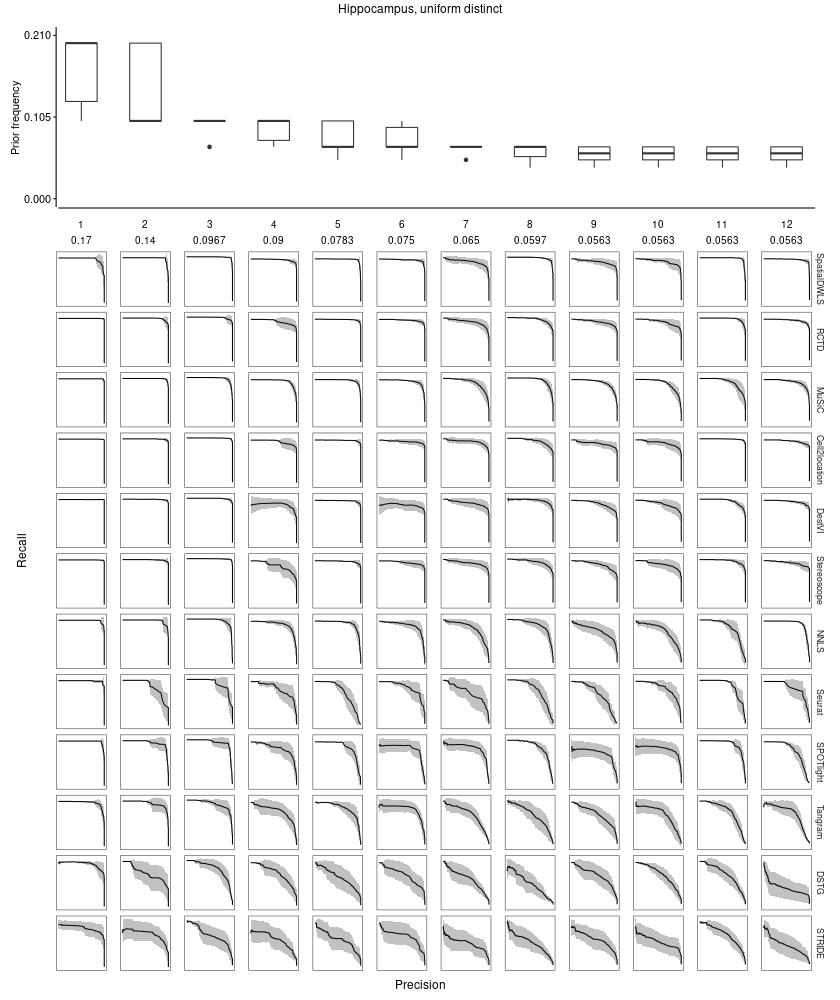 Hippocampus, uniform distinct
Prior frequency
0.210
0.105
0.000
1 2 3 4 5 6 7 8 9 10 11 12
0.17 0.14 0.0967 0.09 0.0783 0.075 0.065 0.0597 0.0563 0.0563 0.0563 0.0563
SpatialDWLS
RCTD
MuSiC
Cell2location
DestVI
Stereoscope
NNLS
Seurat
SPOTlight
Tangram
DSTG
STRIDE
Recall
Precision